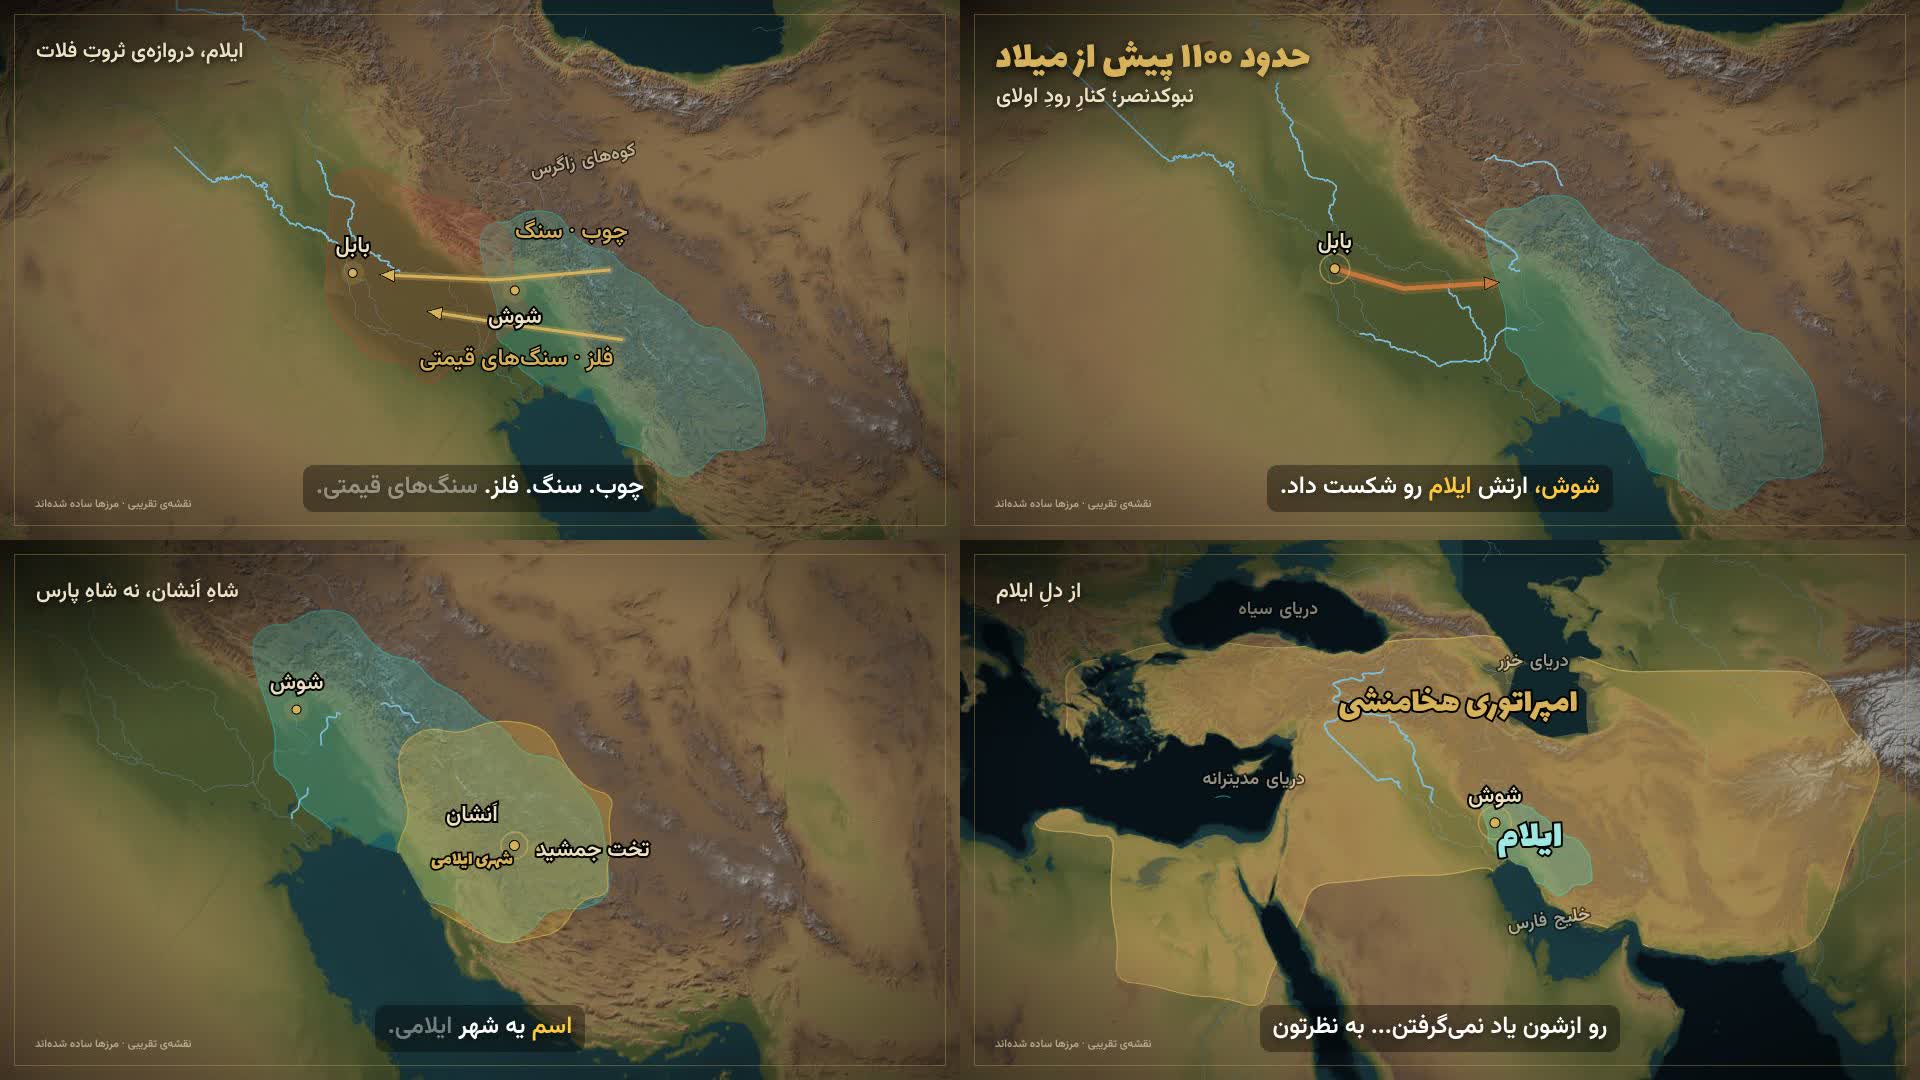 ایلام، دروازه‌ی ثروتِ فلات
کوه‌های زاگرس
چوب · سنگ
بابل
شوش
فلز · سنگ‌های قیمتی
چوب. سنگ. فلز. سنگ‌های قیمتی.
نقشه‌ی تقریبی · مرزها ساده شده‌اند
حدود ۱۱۰۰ پیش از میلاد
نبوکدنصر؛ کنارِ رودِ اولای
بابل
شوش، ارتش ایلام رو شکست داد.
نقشه‌ی تقریبی · مرزها ساده شده‌اند
شاهِ اَنشان، نه شاهِ پارس
شوش
اَنشان
تخت جمشید
شهری ایلامی
اسم یه شهر ایلامی.
نقشه‌ی تقریبی · مرزها ساده شده‌اند
از دلِ ایلام
دریای سیاه
دریای خزر
امپراتوری هخامنشی
دریای مدیترانه
شوش
ایلام
خلیج فارس
رو ازشون یاد نمی‌گرفتن... به نظرتون
نقشه‌ی تقریبی · مرزها ساده شده‌اند